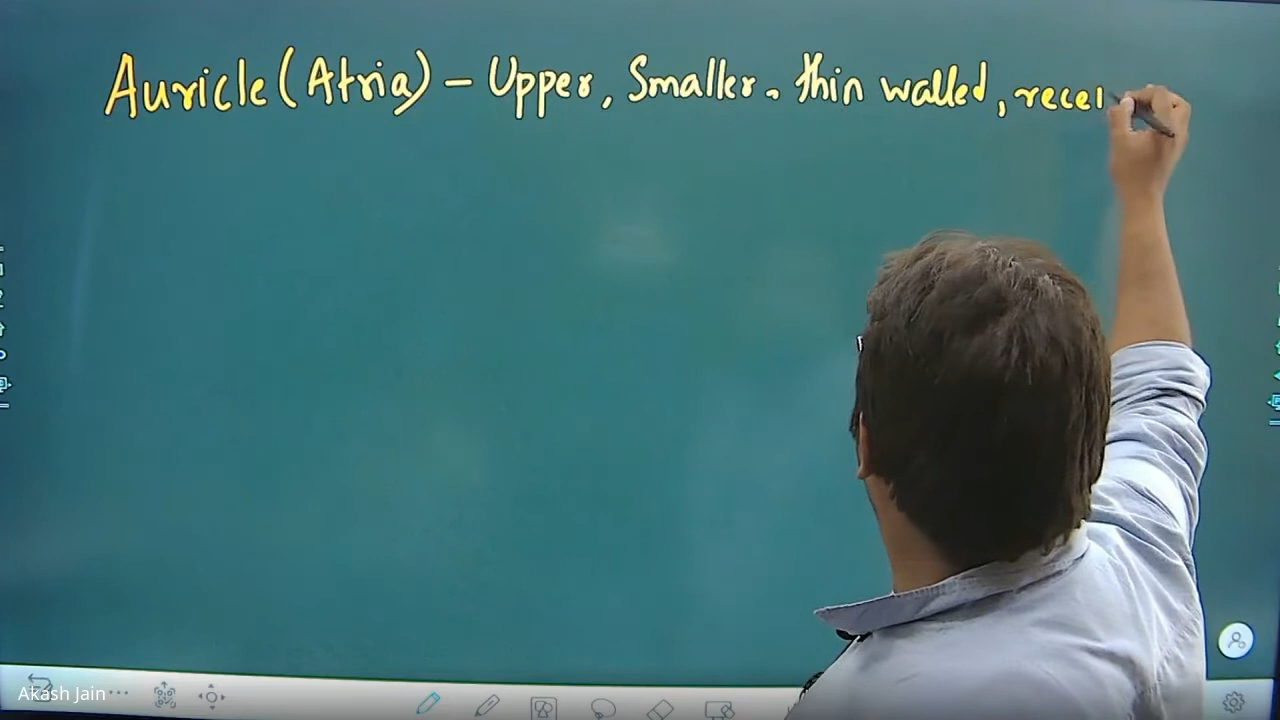 Auricle (Atria) – Upper, Smaller. thin walled, recei
Akash Jain